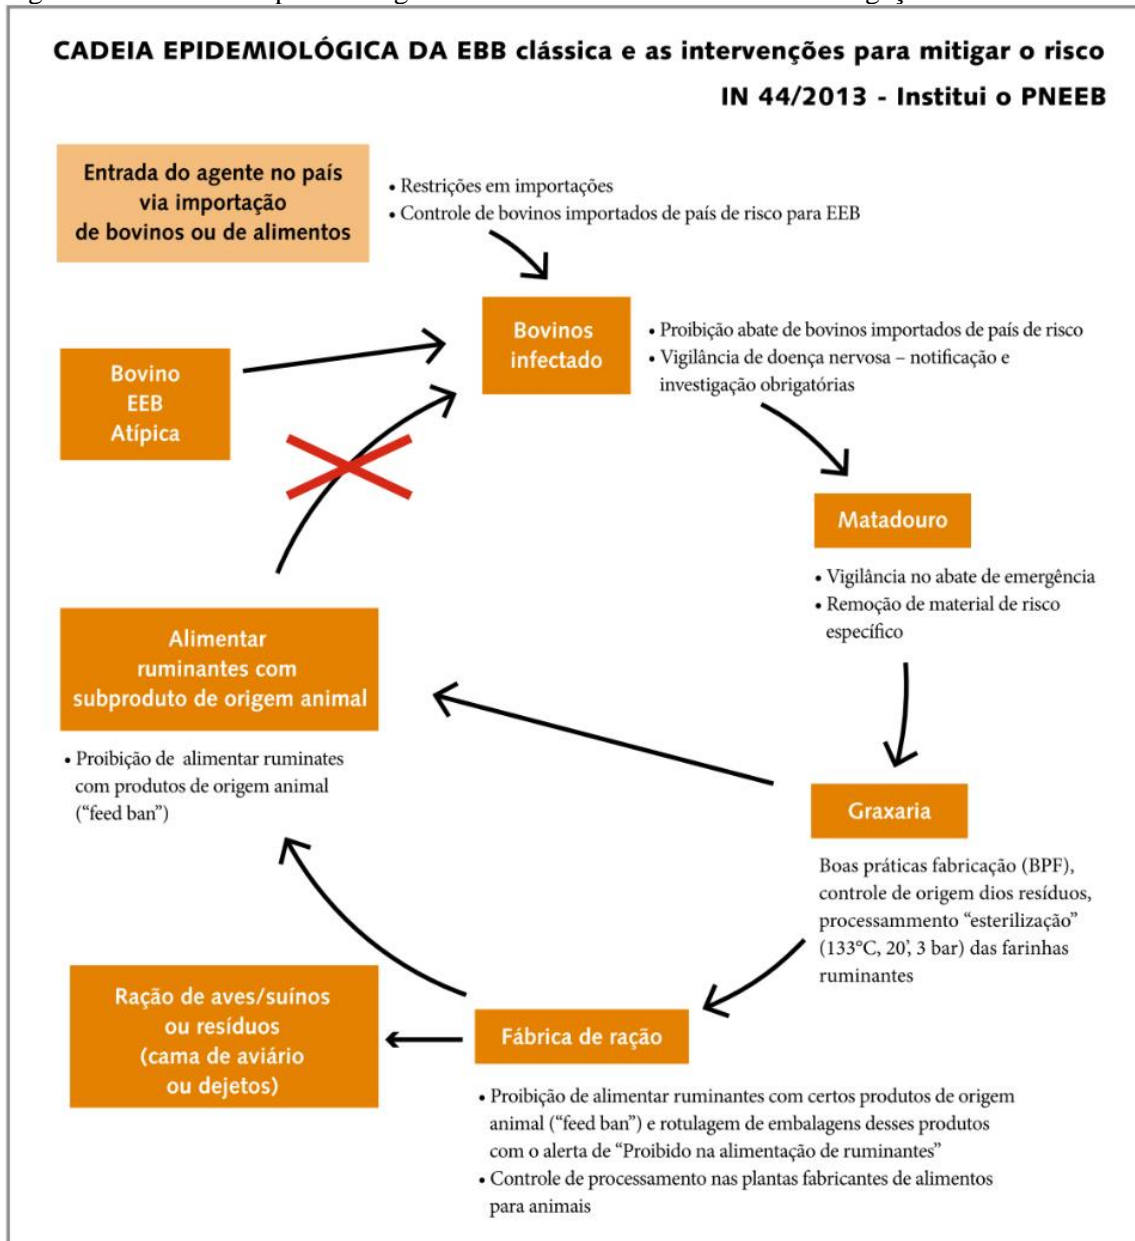 CADEIA EPIDEMIOLÓGICA DA EBB clássica e as intervenções para mitigar o risco
IN 44/2013 - Institui o PNEEB
Entrada do agente no país
via importação
de bovinos ou de alimentos
• Restrições em importações
• Controle de bovinos importados de país de risco para EEB
Bovinos
infectado
• Proibição abate de bovinos importados de país de risco
• Vigilância de doença nervosa – notificação e
investigação obrigatórias
Bovino
EEB
Atípica
Matadouro
• Vigilância no abate de emergência
• Remoção de material de risco
específico
Alimentar
ruminantes com
subproduto de origem animal
• Proibição de alimentar ruminates
com produtos de origem animal
(“feed ban”)
Graxaria
Boas práticas fabricação (BPF),
controle de origem dios resíduos,
processammento “esterilização”
(133°C, 20’, 3 bar) das farinhas
ruminantes
Ração de aves/suínos
ou resíduos
(cama de aviário
ou dejetos)
Fábrica de ração
• Proibição de alimentar ruminantes com certos produtos de origem
animal (“feed ban”) e rotulagem de embalagens desses produtos
com o alerta de “Proibido na alimentação de ruminantes”
• Controle de processamento nas plantas fabricantes de alimentos
para animais